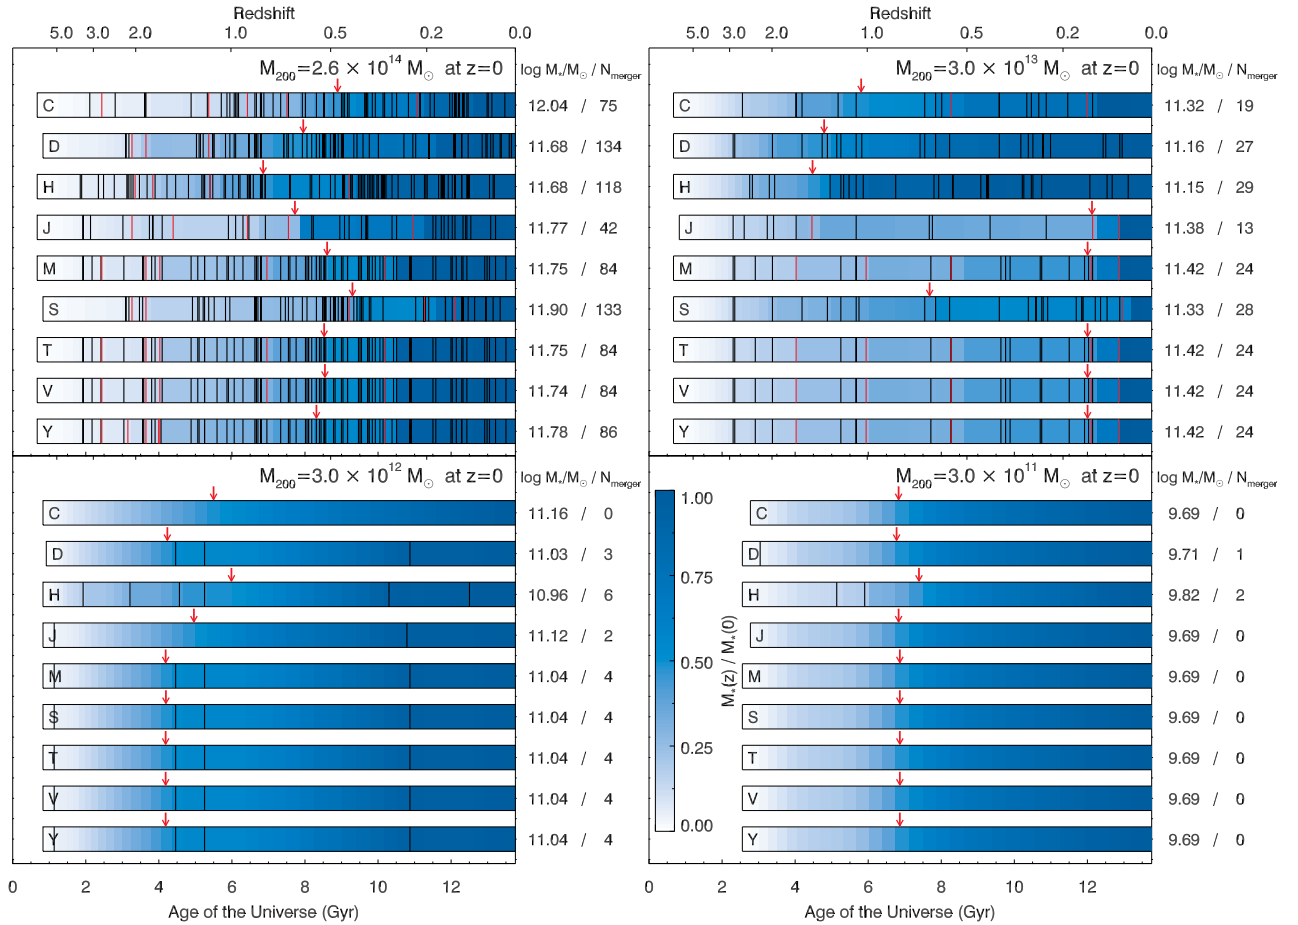 Redshift
5.0 3.0 2.0 1.0 0.5 0.2 0.0
M200=2.6 × 10^14 M☉ at z=0
log M*/M☉ / Nmerger
C 12.04 / 75
D 11.68 / 134
H 11.68 / 118
J 11.77 / 42
M 11.75 / 84
S 11.90 / 133
T 11.75 / 84
V 11.74 / 84
Y 11.78 / 86
Redshift
5.0 3.0 2.0 1.0 0.5 0.2 0.0
M200=3.0 × 10^13 M☉ at z=0
log M*/M☉ / Nmerger
C 11.32 / 19
D 11.16 / 27
H 11.15 / 29
J 11.38 / 13
M 11.42 / 24
S 11.33 / 28
T 11.42 / 24
V 11.42 / 24
Y 11.42 / 24
M200=3.0 × 10^12 M☉ at z=0
log M*/M☉ / Nmerger
C 11.16 / 0
D 11.03 / 3
H 10.96 / 6
J 11.12 / 2
M 11.04 / 4
S 11.04 / 4
T 11.04 / 4
V 11.04 / 4
Y 11.04 / 4
0 2 4 6 8 10 12
Age of the Universe (Gyr)
M200=3.0 × 10^11 M☉ at z=0
log M*/M☉ / Nmerger
1.00
0.75
0.50
0.25
0.00
M*(z) / M*(0)
C 9.69 / 0
D 9.71 / 1
H 9.82 / 2
J 9.69 / 0
M 9.69 / 0
S 9.69 / 0
T 9.69 / 0
V 9.69 / 0
Y 9.69 / 0
0 2 4 6 8 10 12
Age of the Universe (Gyr)